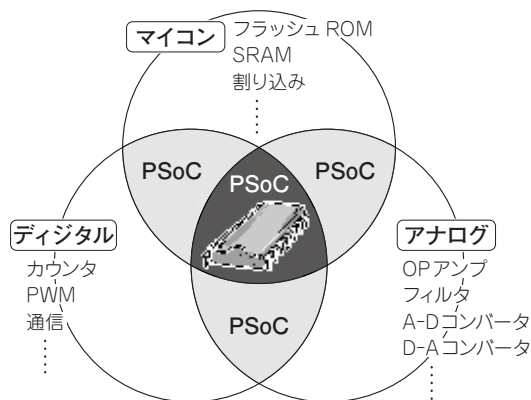 マイコン
フラッシュ ROM
SRAM
割り込み
PSoC
PSoC
PSoC
ディジタル
カウンタ
PWM
通信
アナログ
OPアンプ
フィルタ
A-Dコンバータ
D-Aコンバータ
PSoC